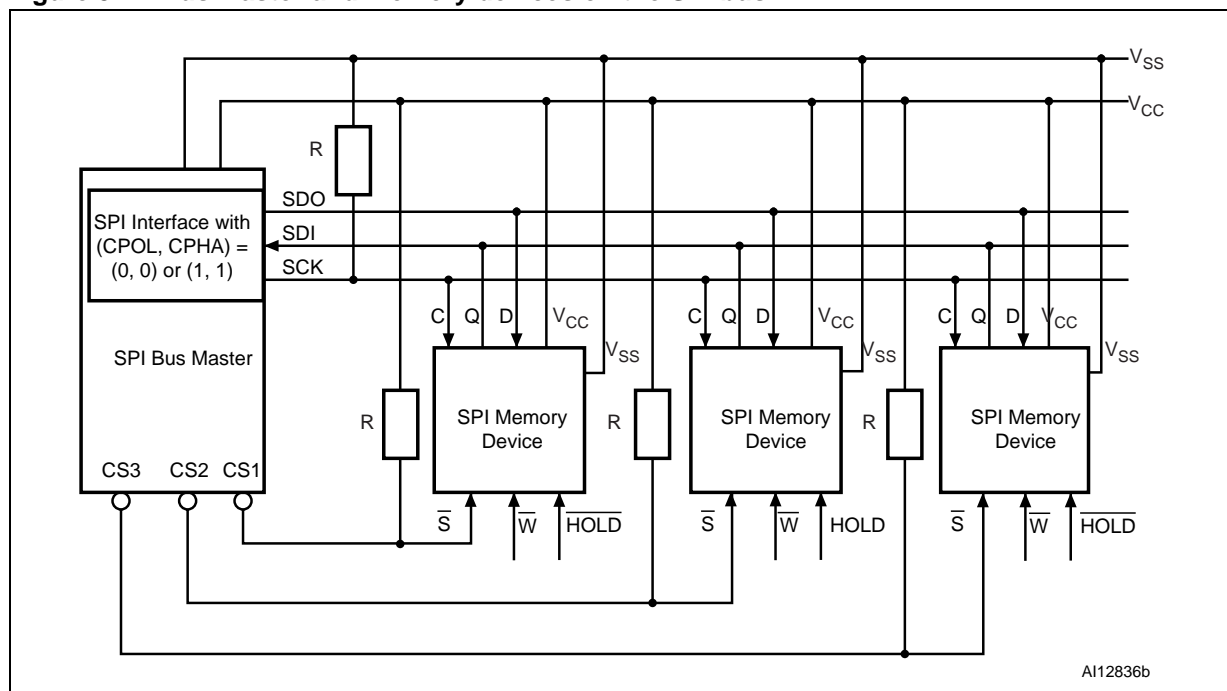 VSS
VCC
R
SDO
SPI Interface with
(CPOL, CPHA) =
(0, 0) or (1, 1)
SDI
SCK
C Q D VCC VSS
C Q D VCC VSS
C Q D VCC VSS
SPI Bus Master
R
SPI Memory
Device
R
SPI Memory
Device
R
SPI Memory
Device
CS3 CS2 CS1
S̅ W̅ H̅O̅L̅D̅
S̅ W̅ HOLD
S̅ W̅ H̅O̅L̅D̅
AI12836b